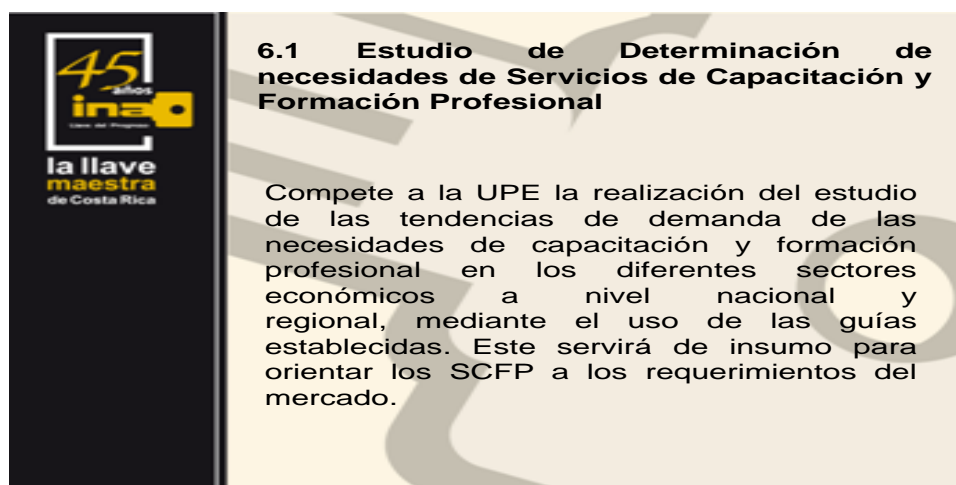 45
años
ina
Llave del Progreso
la llave
maestra
de Costa Rica
6.1 Estudio de Determinación de
necesidades de Servicios de Capacitación y
Formación Profesional
Compete a la UPE la realización del estudio
de las tendencias de demanda de las
necesidades de capacitación y formación
profesional en los diferentes sectores
económicos a nivel nacional y
regional, mediante el uso de las guías
establecidas. Este servirá de insumo para
orientar los SCFP a los requerimientos del
mercado.